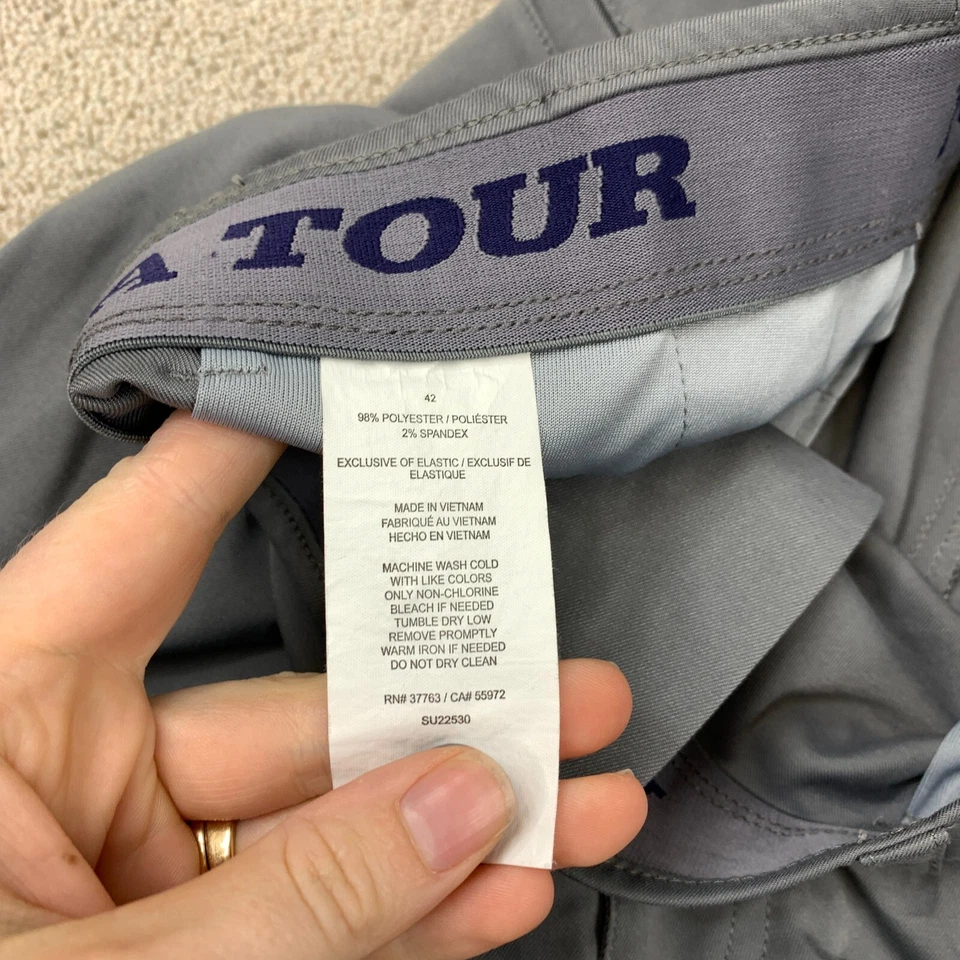 A TOUR
42
98% POLYESTER / POLIÉSTER
2% SPANDEX
EXCLUSIVE OF ELASTIC / EXCLUSIF DE
ELASTIQUE
MADE IN VIETNAM
FABRIQUÉ AU VIETNAM
HECHO EN VIETNAM
MACHINE WASH COLD
WITH LIKE COLORS
ONLY NON-CHLORINE
BLEACH IF NEEDED
TUMBLE DRY LOW
REMOVE PROMPTLY
WARM IRON IF NEEDED
DO NOT DRY CLEAN
RN# 37763 / CA# 55972
SU22530